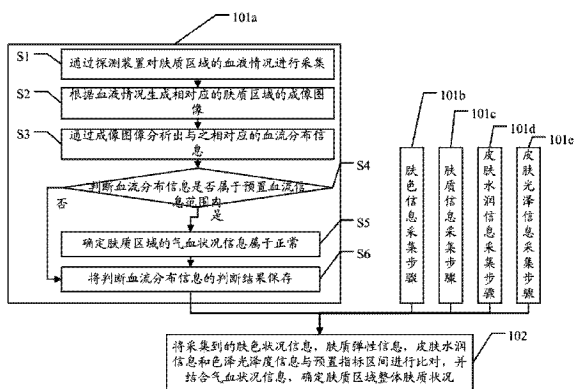 101a
S1
通过探测装置对肤质区域的血液情况进行采集
S2
根据血液情况生成相对应的肤质区域的成像图
像
S3
通过成像图像分析出与之相对应的血流分布信
息
S4
判断血流分布信息是否属于预置血流信
息范围内
否
是
S5
确定肤质区域的气血状况信息属于正常
S6
将判断血流分布信息的判断结果保存
101b
肤色信息采集步骤
101c
肤质信息采集步骤
101d
皮肤水润信息采集步骤
101e
皮肤光泽信息采集步骤
102
将采集到的肤色状况信息，肤质弹性信息，皮肤水润
信息和色泽光泽度信息与预置指标区间进行比对，并
结合气血状况信息，确定肤质区域整体肤质状况